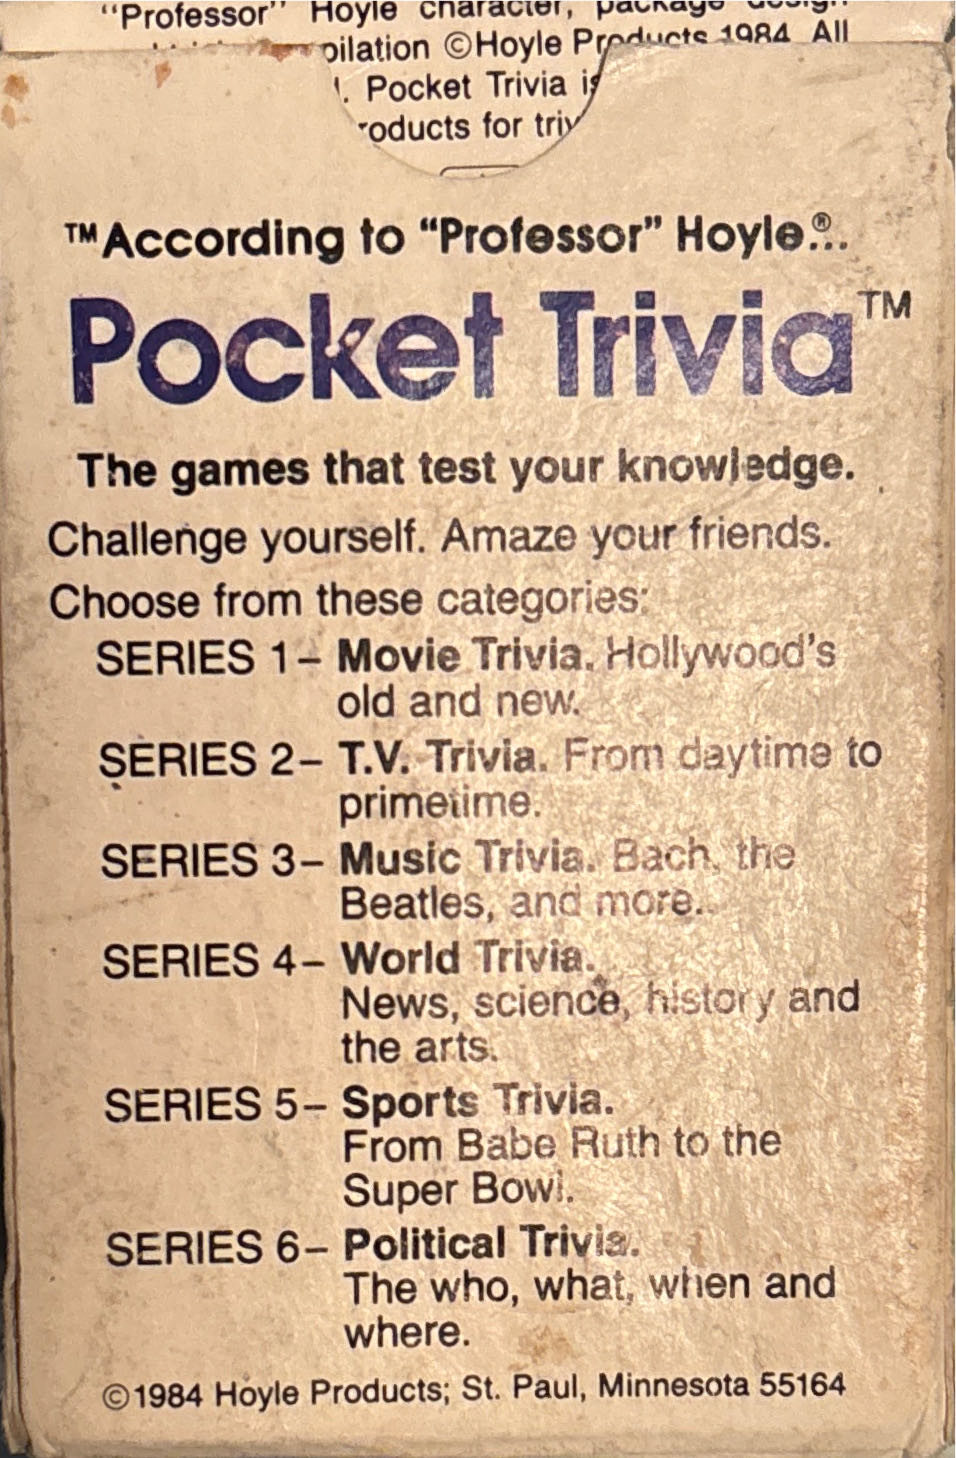 "Professor" Hoyle character, package design
pilation ©Hoyle Products 1984. All
Pocket Trivia is
roducts for triv
™According to "Professor" Hoyle®...
Pocket Trivia™
The games that test your knowledge.
Challenge yourself. Amaze your friends.
Choose from these categories:
SERIES 1– Movie Trivia. Hollywood's
old and new.
SERIES 2– T.V. Trivia. From daytime to
primetime.
SERIES 3– Music Trivia. Bach, the
Beatles, and more.
SERIES 4– World Trivia.
News, science, history and
the arts.
SERIES 5– Sports Trivia.
From Babe Ruth to the
Super Bowl.
SERIES 6– Political Trivia.
The who, what, when and
where.
©1984 Hoyle Products; St. Paul, Minnesota 55164